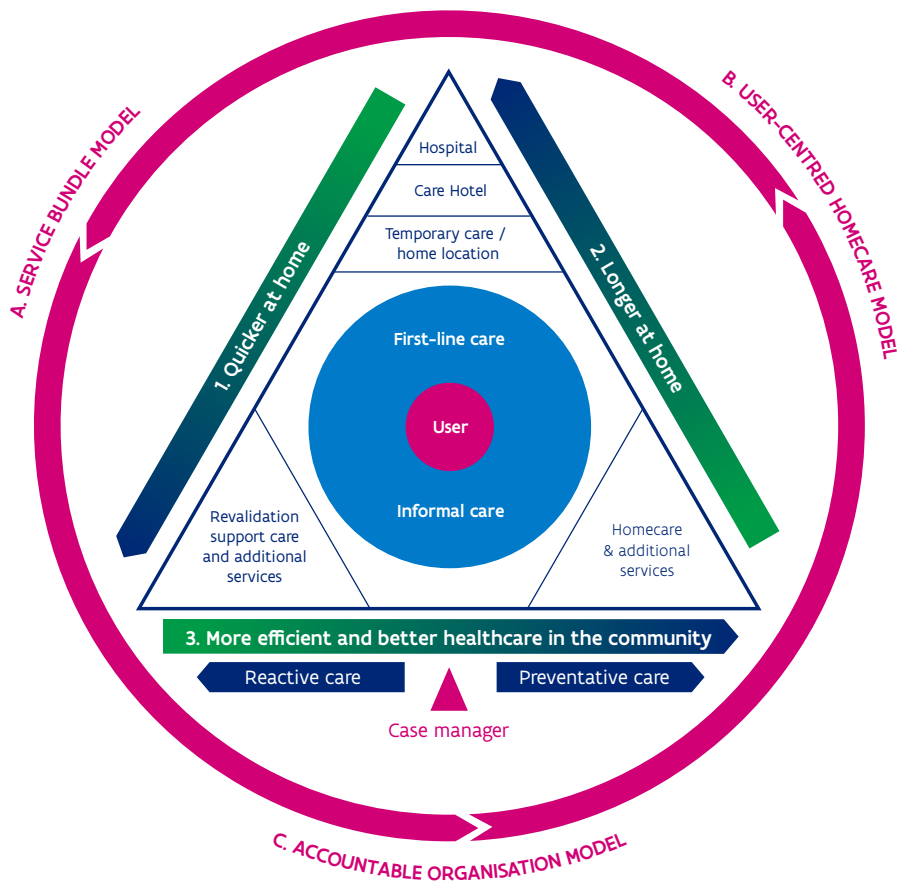 A. SERVICE BUNDLE MODEL
B. USER-CENTRED HOMECARE MODEL
Hospital
Care Hotel
Temporary care /
home location
1. Quicker at home
2. Longer at home
First-line care
User
Informal care
Revalidation
support care
and additional
services
Homecare
& additional
services
3. More efficient and better healthcare in the community
Reactive care
Preventative care
Case manager
C. ACCOUNTABLE ORGANISATION MODEL